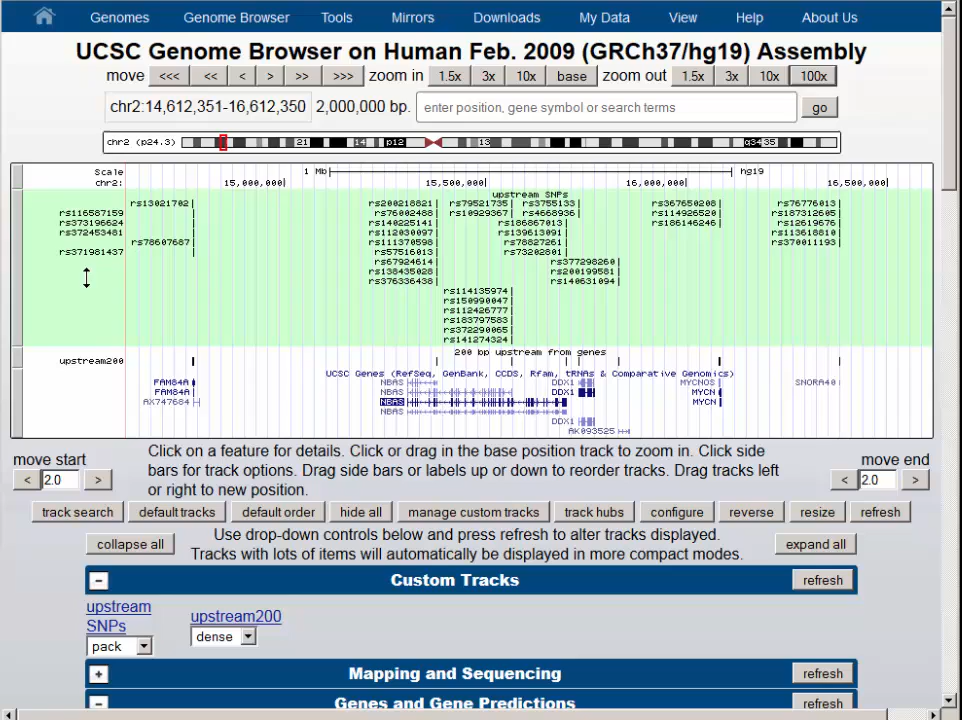 Genomes Genome Browser Tools Mirrors Downloads My Data View Help About Us
UCSC Genome Browser on Human Feb. 2009 (GRCh37/hg19) Assembly
move <<< << < > >> >>> zoom in 1.5x 3x 10x base zoom out 1.5x 3x 10x 100x
chr2:14,612,351-16,612,350 2,000,000 bp. enter position, gene symbol or search terms go
chr2 (p24.3) 21 14 p12 13 q34 35
Scale 1 Mb hg19
chr2: 15,000,000 15,500,000 16,000,000 16,500,000
upstream SNPs
rs13021702 rs200218821 rs79521735 rs3755133 rs367650208 rs76776013
rs116587159 rs76002488 rs10929367 rs4668936 rs114926520 rs187312605
rs373196624 rs140225141 rs186867013 rs186146246 rs12619676
rs372453481 rs112030097 rs139613091 rs113618810
rs78607687 rs111370598 rs78827261 rs370011193
rs371981437 rs57516013 rs73202801
rs67924614 rs377298260
rs138435028 rs200199581
rs376336438 rs140631094
rs114135974
rs150990047
rs112426777
rs183797583
rs372290065
rs141274324
200 bp upstream from genes
upstream200
UCSC Genes (RefSeq, GenBank, CCDS, Rfam, tRNAs & Comparative Genomics)
FAM84A NBAS DDX1 MYCNOS SNORA40
FAM84A NBAS DDX1 MYCN
AX747684 NBAS MYCN
NBAS
DDX1
AK093525
move start Click on a feature for details. Click or drag in the base position track to zoom in. Click side move end
< 2.0 > bars for track options. Drag side bars or labels up or down to reorder tracks. Drag tracks left < 2.0 >
or right to new position.
track search default tracks default order hide all manage custom tracks track hubs configure reverse resize refresh
collapse all Use drop-down controls below and press refresh to alter tracks displayed. expand all
Tracks with lots of items will automatically be displayed in more compact modes.
- Custom Tracks refresh
upstream SNPs upstream200
pack dense
+ Mapping and Sequencing refresh
- Genes and Gene Predictions refresh